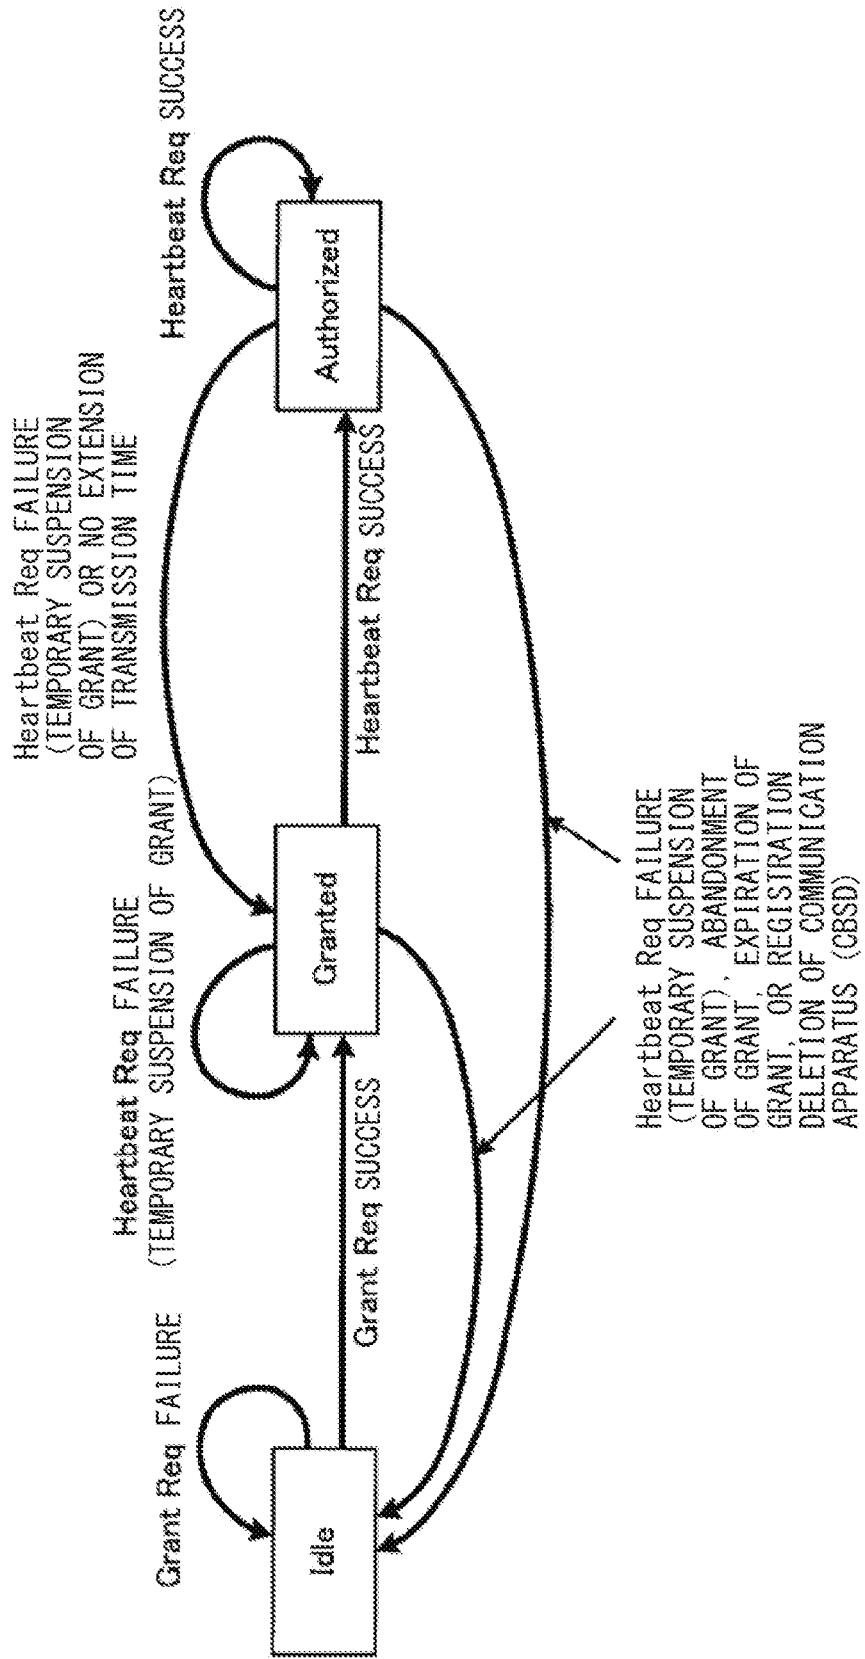 Grant Req FAILURE
Heartbeat Req FAILURE
(TEMPORARY SUSPENSION OF GRANT)
Heartbeat Req FAILURE
(TEMPORARY SUSPENSION
OF GRANT) OR NO EXTENSION
OF TRANSMISSION TIME
Heartbeat Req SUCCESS
Idle
Granted
Authorized
Grant Req SUCCESS
Heartbeat Req SUCCESS
Heartbeat Req FAILURE
(TEMPORARY SUSPENSION
OF GRANT), ABANDONMENT
OF GRANT, EXPIRATION OF
GRANT, OR REGISTRATION
DELETION OF COMMUNICATION
APPARATUS (CBSD)